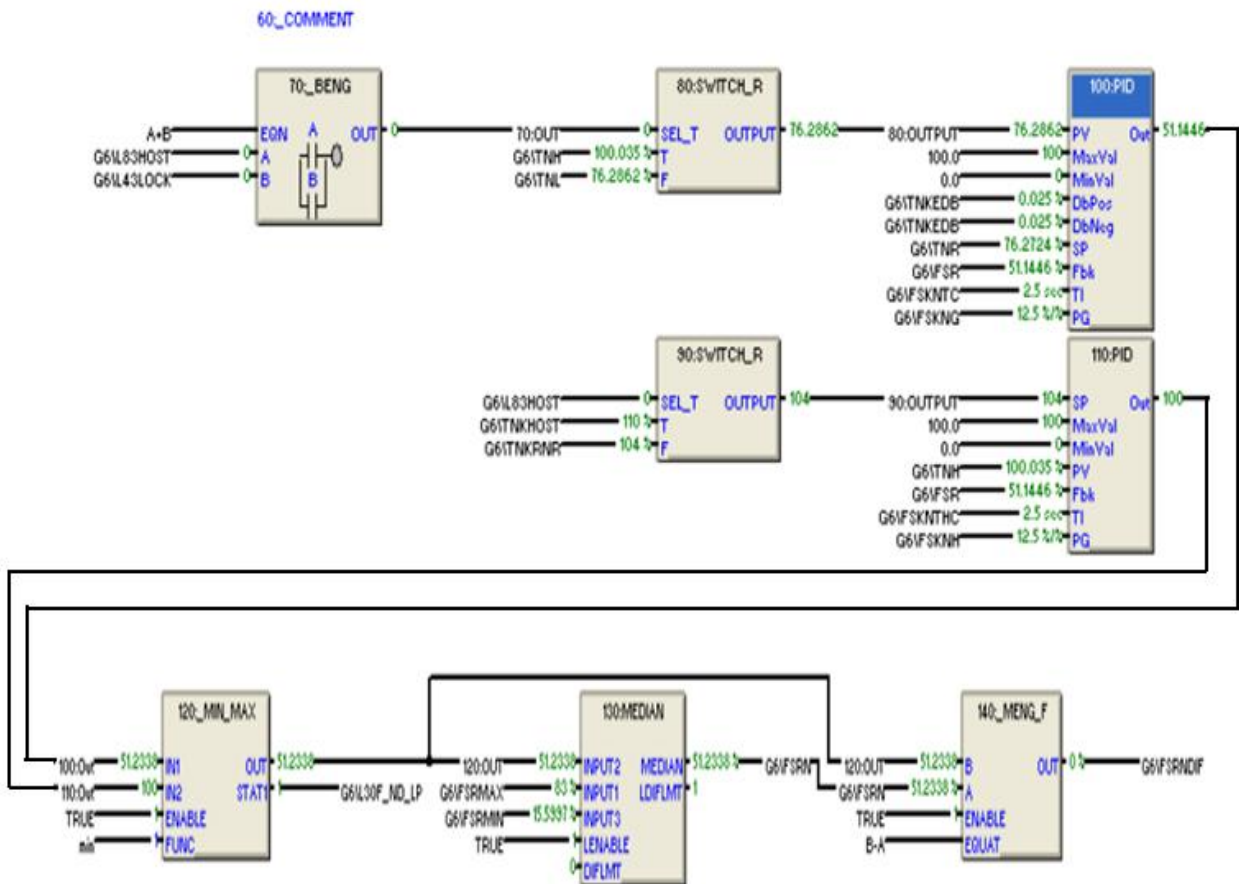 60:_COMMENT
70:_BENG
A+B EQN A OUT 0
G6\L83HOST 0 A
G6\L43LOCK 0 B B
80:SWITCH_R
70:OUT 0 SEL_T OUTPUT 76.2862
G6\TNH 100.035 % T
G6\TNL 76.2862 % F
100:PID
80:OUTPUT 76.2862 PV Out 51.1446
100.0 100 MaxVal
0.0 0 MinVal
G6\TNKEDB 0.025 % DbPos
G6\TNKEDB 0.025 % DbNeg
G6\TNR 76.2724 % SP
G6\FSR 51.1446 % Fbk
G6\FSKNTC 2.5 sec TI
G6\FSKNG 12.5 %/% PG
90:SWITCH_R
G6\L83HOST 0 SEL_T OUTPUT 104
G6\TNKHOST 110 % T
G6\TNKRNR 104 % F
110:PID
90:OUTPUT 104 SP Out 100
100.0 100 MaxVal
0.0 0 MinVal
G6\TNH 100.035 % PV
G6\FSR 51.1446 % Fbk
G6\FSKNTHC 2.5 sec TI
G6\FSKNH 12.5 %/% PG
120:_MIN_MAX
100:Out 51.2338 IN1 OUT 51.2338
110:Out 100 IN2 STAT1 1 G6\L30F_ND_LP
TRUE 1 ENABLE
min 1 FUNC
130:MEDIAN
120:OUT 51.2338 INPUT2 MEDIAN 51.2338 % G6\FSRN
G6\FSRMAX 83 % INPUT1 LDIFLMT 1
G6\FSRMIN 15.5997 % INPUT3
TRUE 1 LENABLE
0 DIFLMT
140:_MENG_F
120:OUT 51.2338 B OUT 0 % G6\FSRNDIF
G6\FSRN 51.2338 % A
TRUE 1 ENABLE
B-A EQUAT